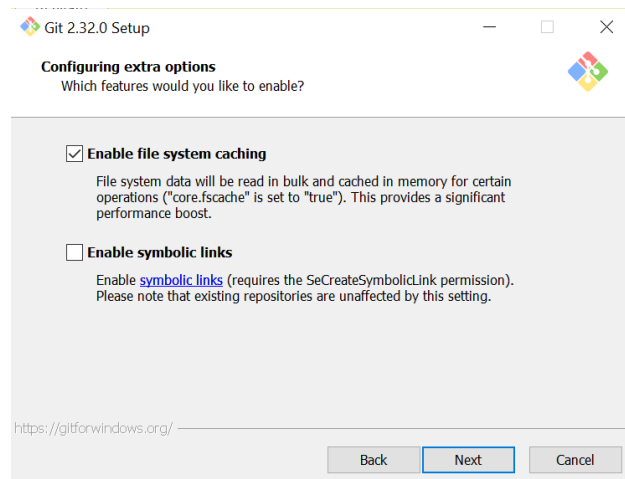 Git 2.32.0 Setup
Configuring extra options
Which features would you like to enable?
Enable file system caching
File system data will be read in bulk and cached in memory for certain
operations ("core.fscache" is set to "true"). This provides a significant
performance boost.
Enable symbolic links
Enable symbolic links (requires the SeCreateSymbolicLink permission).
Please note that existing repositories are unaffected by this setting.
https://gitforwindows.org/
Back Next Cancel